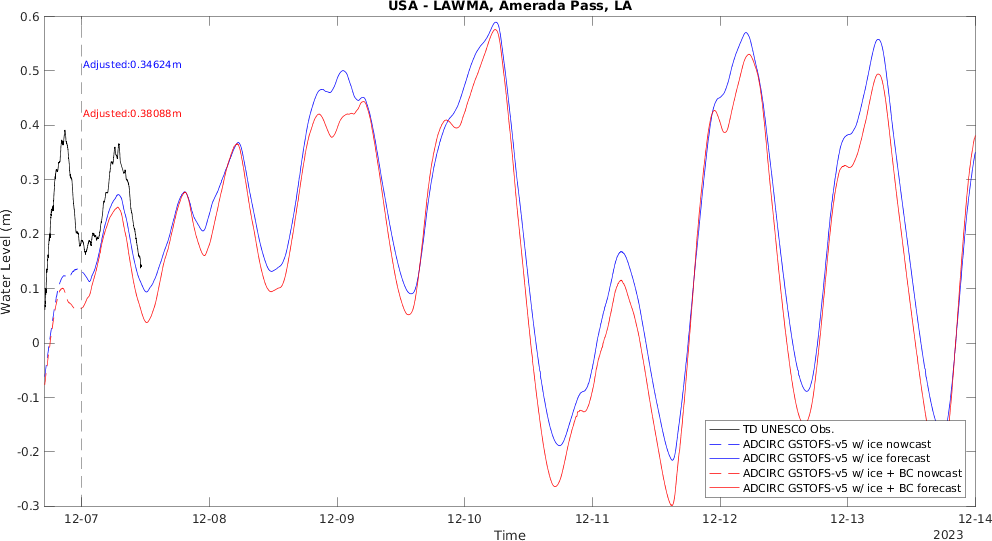 USA - LAWMA, Amerada Pass, LA
0.6
0.5
0.4
0.3
0.2
0.1
0
-0.1
-0.2
-0.3
Water Level (m)
Adjusted:0.34624m
Adjusted:0.38088m
TD UNESCO Obs.
ADCIRC GSTOFS-v5 w/ ice nowcast
ADCIRC GSTOFS-v5 w/ ice forecast
ADCIRC GSTOFS-v5 w/ ice + BC nowcast
ADCIRC GSTOFS-v5 w/ ice + BC forecast
12-07 12-08 12-09 12-10 12-11 12-12 12-13 12-14
Time
2023